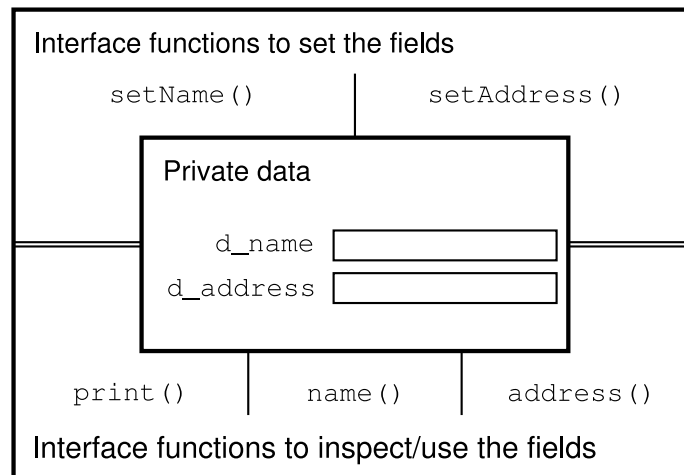 Interface functions to set the fields
setName() setAddress()
Private data
d_name
d_address
print() name() address()
Interface functions to inspect/use the fields